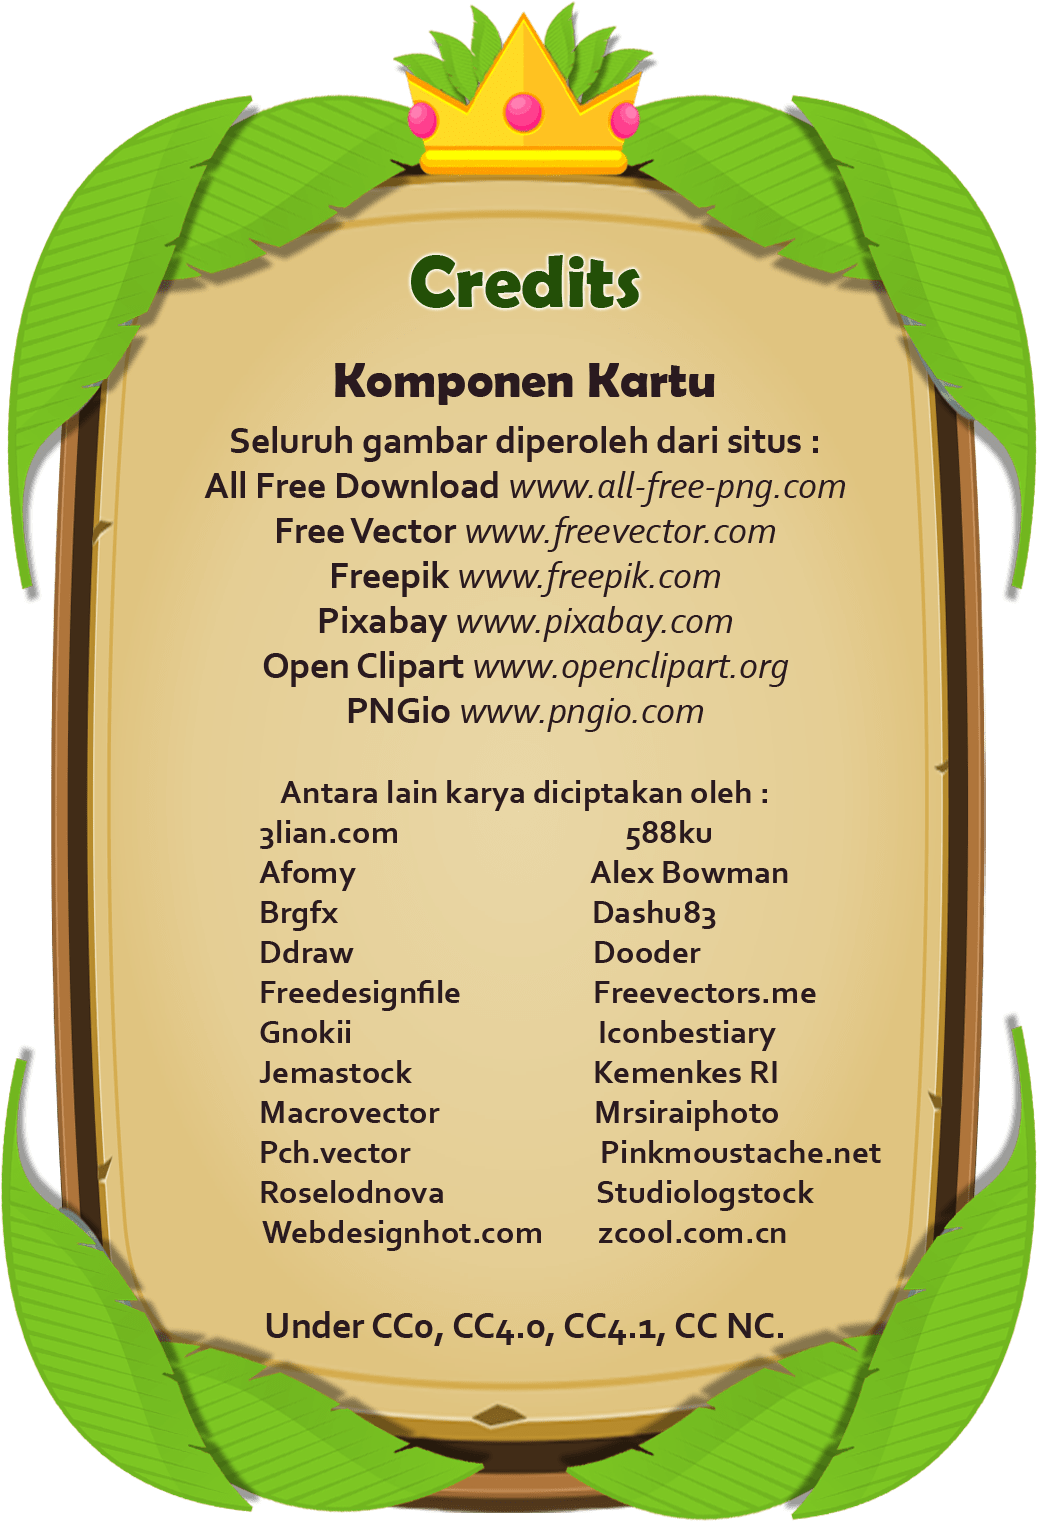 Credits
Komponen Kartu
Seluruh gambar diperoleh dari situs :
All Free Download www.all-free-png.com
Free Vector www.freevector.com
Freepik www.freepik.com
Pixabay www.pixabay.com
Open Clipart www.openclipart.org
PNGio www.pngio.com
Antara lain karya diciptakan oleh :
3lian.com 588ku
Afomy Alex Bowman
Brgfx Dashu83
Ddraw Dooder
Freedesignfile Freevectors.me
Gnokii Iconbestiary
Jemastock Kemenkes RI
Macrovector Mrsiraiphoto
Pch.vector Pinkmoustache.net
Roselodnova Studiologstock
Webdesignhot.com zcool.com.cn
Under CC0, CC4.0, CC4.1, CC NC.